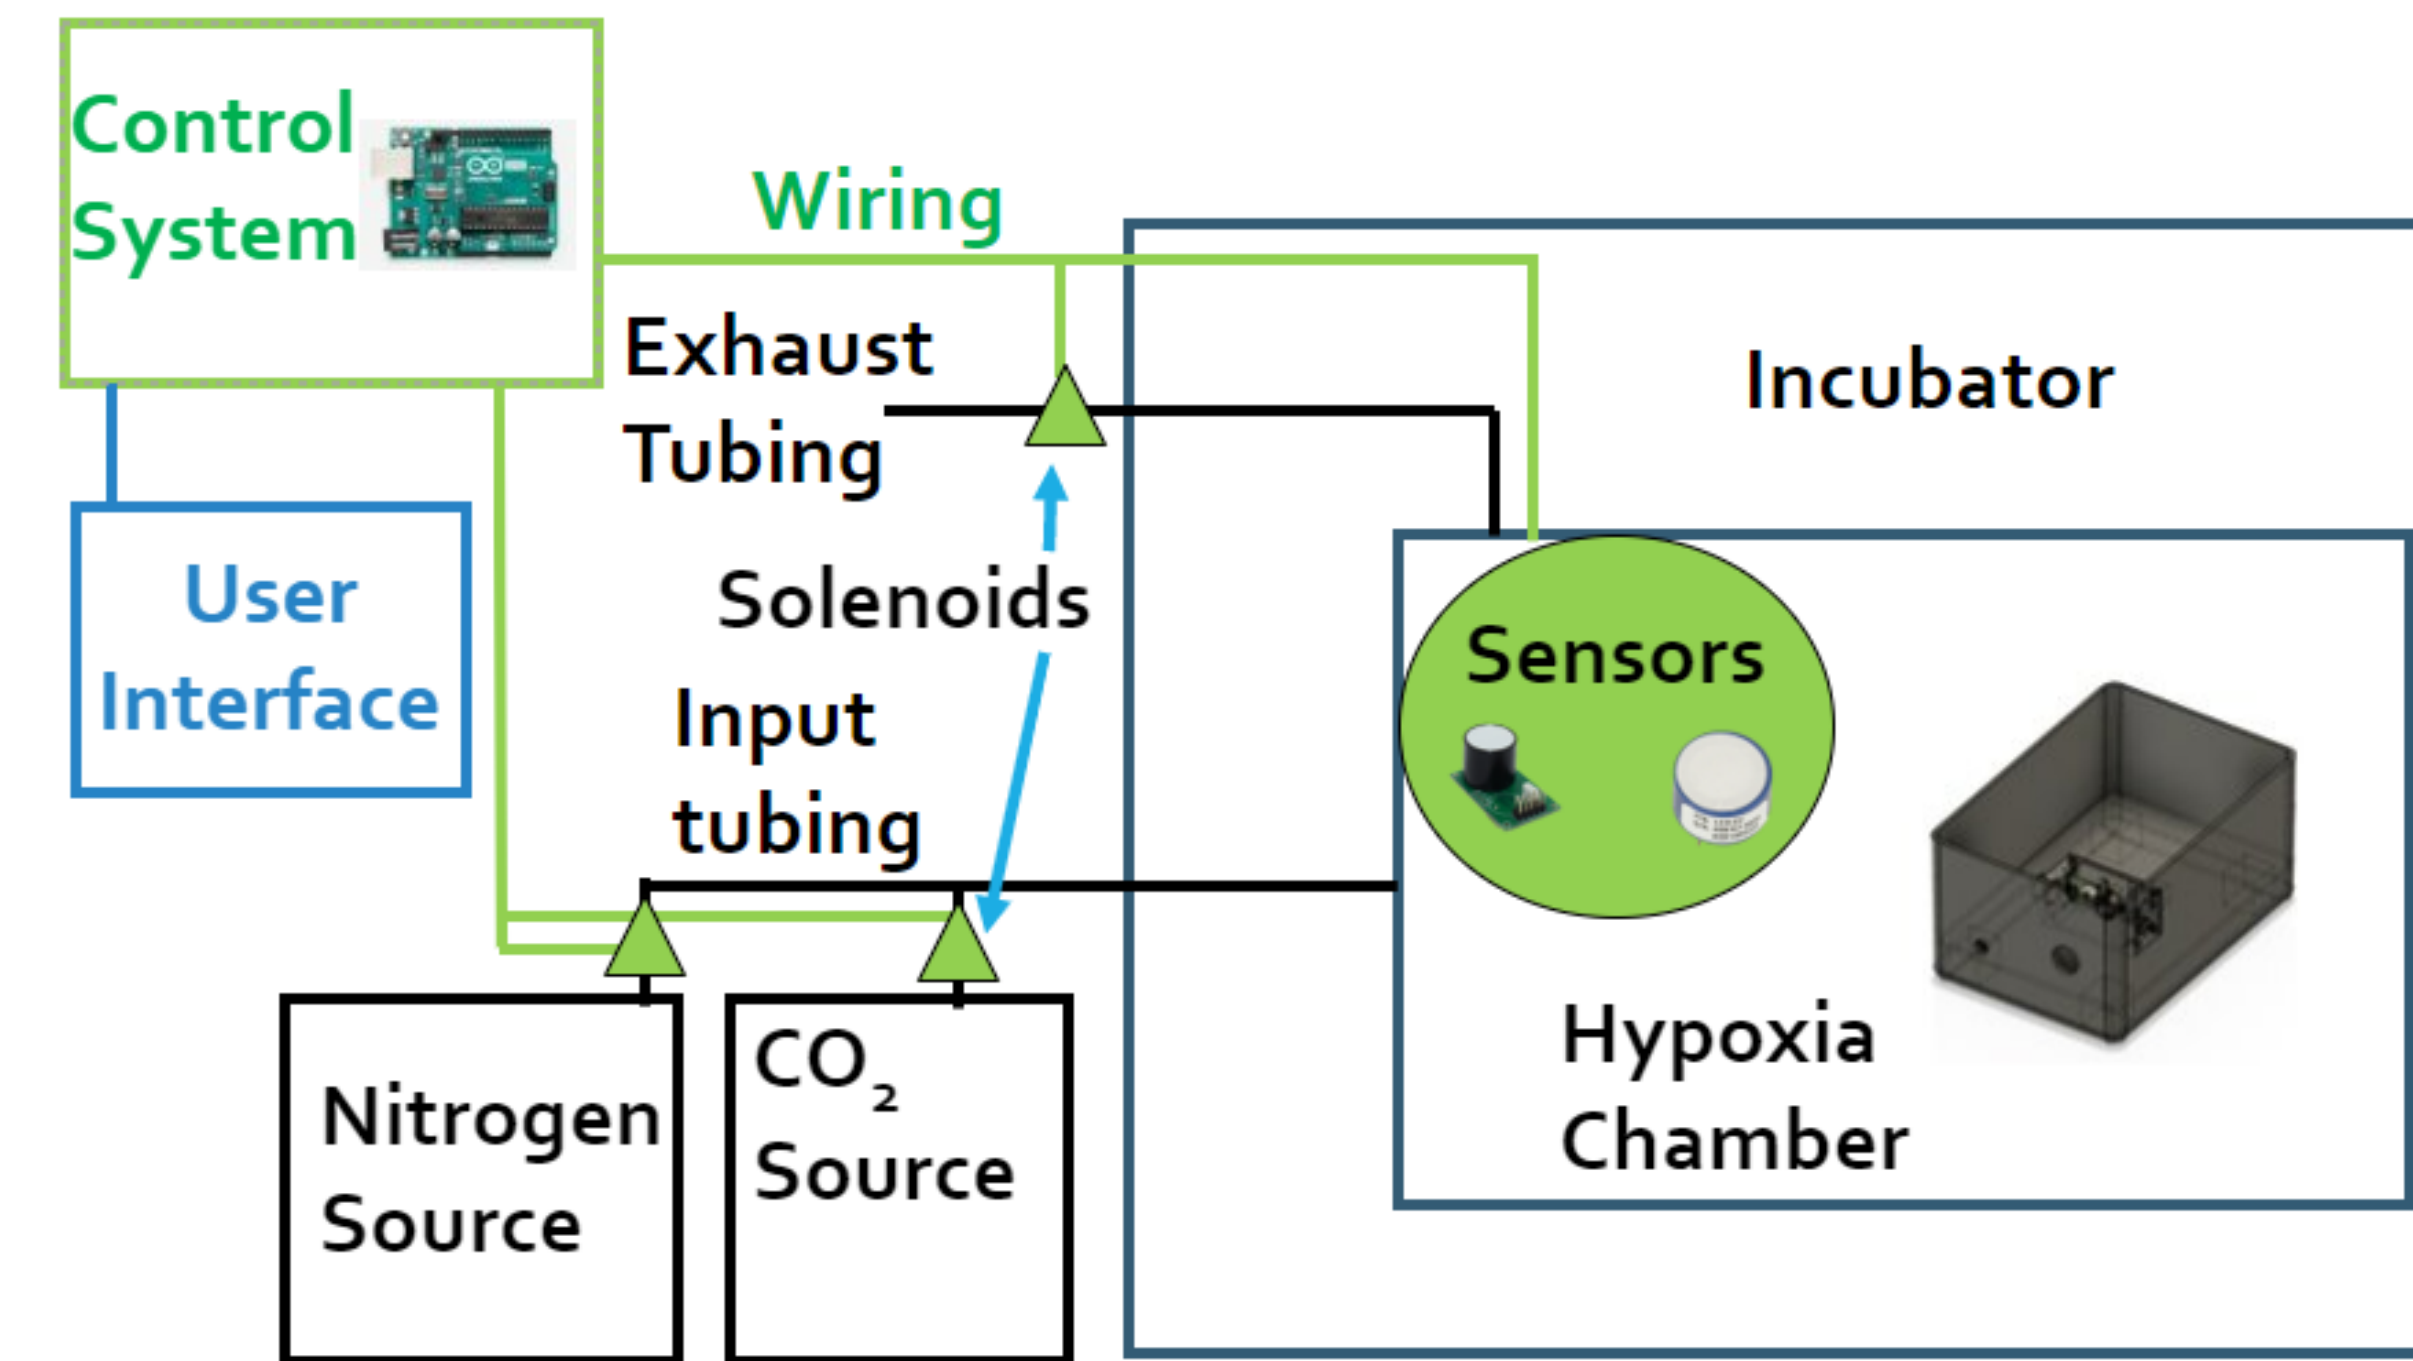 Control
System
Wiring
Exhaust
Tubing
Incubator
User
Interface
Solenoids
Input
tubing
Sensors
Nitrogen
Source
CO₂
Source
Hypoxia
Chamber